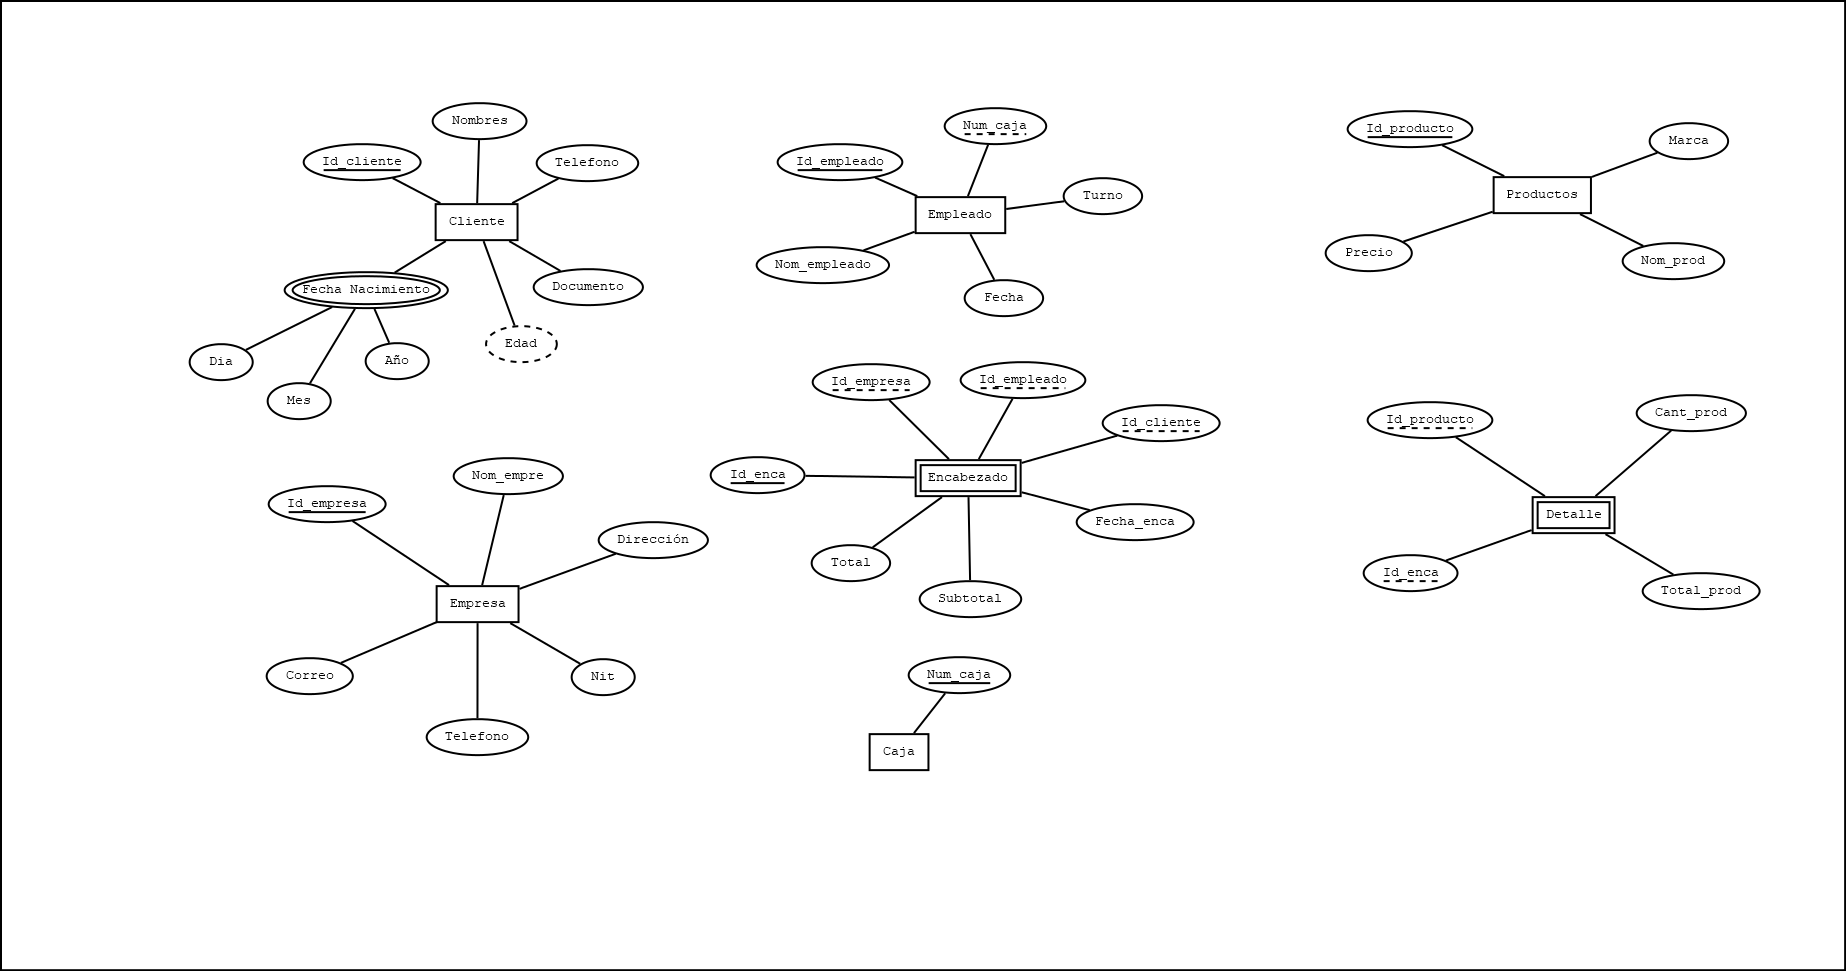 Nombres
Id_cliente
Telefono
Cliente
Fecha Nacimiento
Documento
Edad
Dia
Mes
Año
Num_caja
Id_empleado
Turno
Empleado
Nom_empleado
Fecha
Id_producto
Marca
Productos
Precio
Nom_prod
Id_empresa
Id_empleado
Id_cliente
Id_enca
Encabezado
Fecha_enca
Total
Subtotal
Id_producto
Cant_prod
Detalle
Id_enca
Total_prod
Nom_empre
Id_empresa
Dirección
Empresa
Correo
Nit
Telefono
Num_caja
Caja